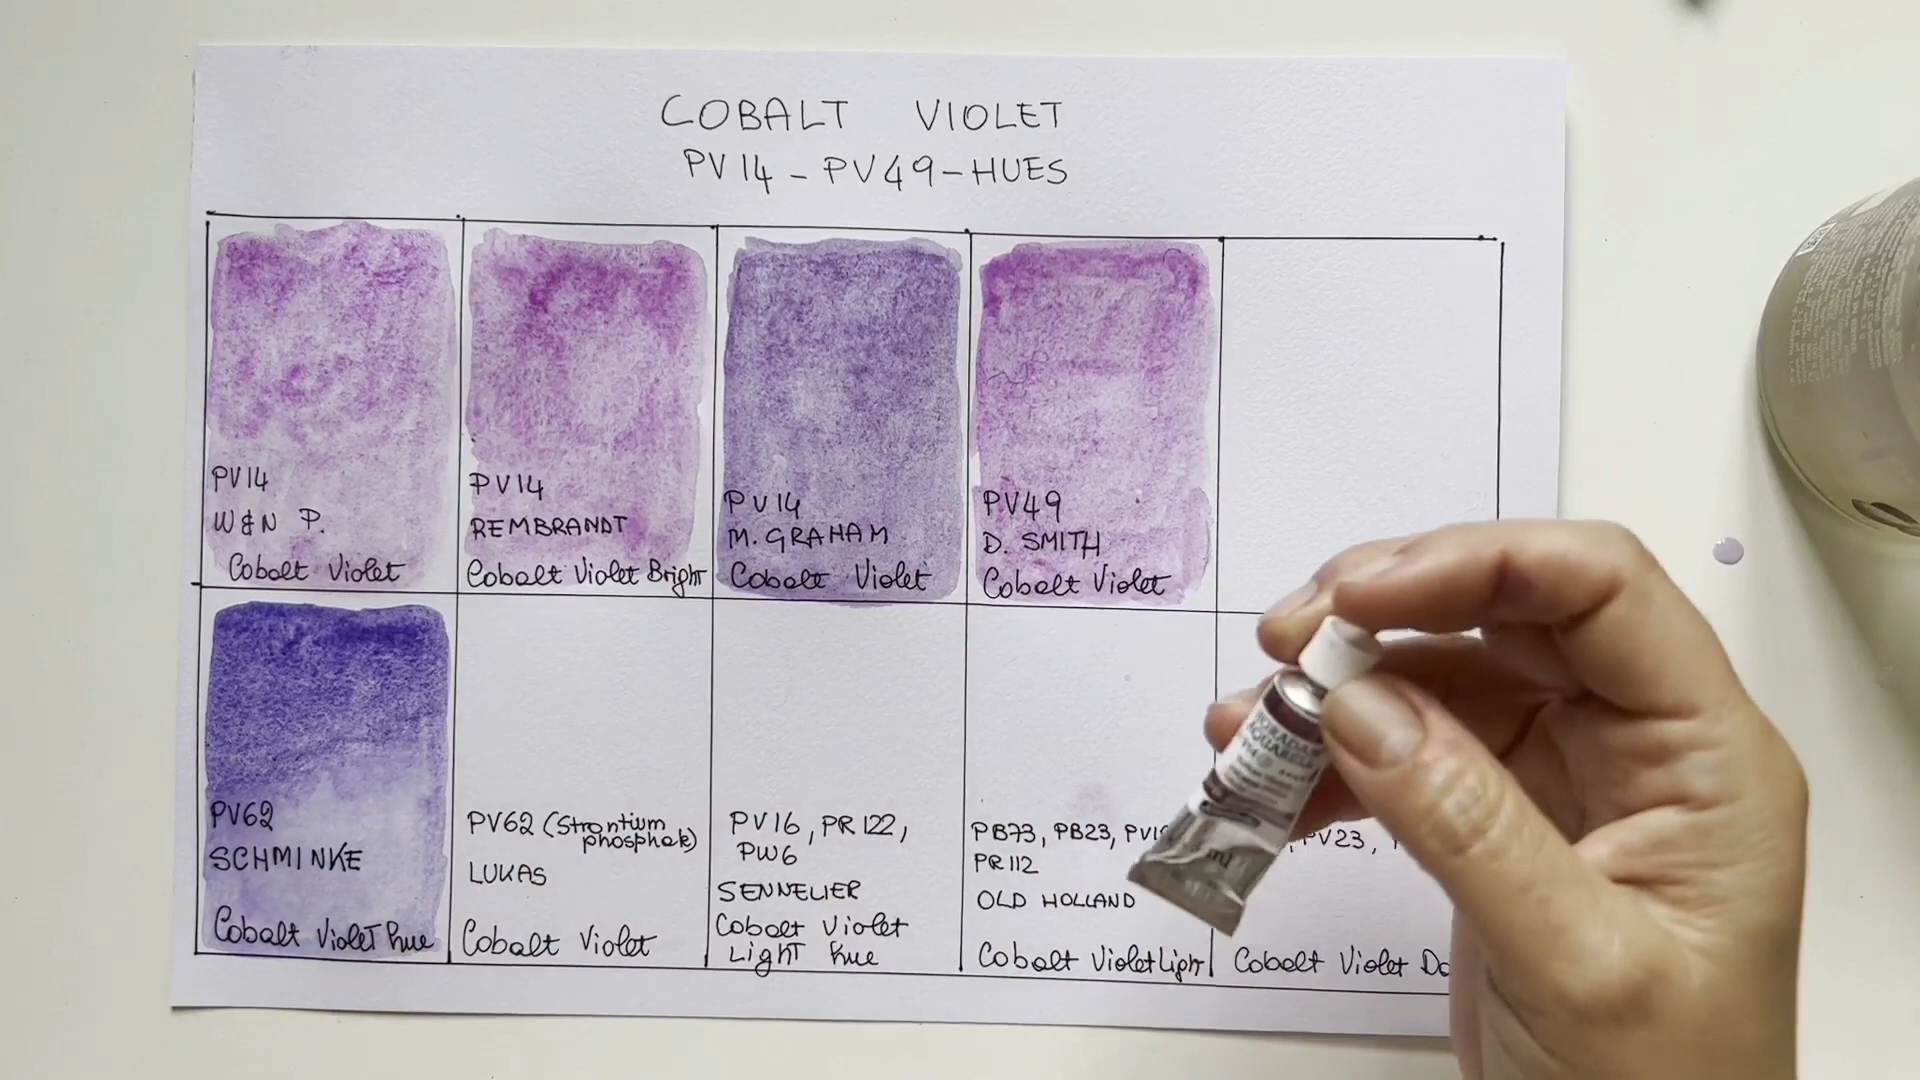 COBALT VIOLET
PV14-PV49-HUES
PV14
W&N P.
Cobalt Violet
PV14
REMBRANDT
Cobalt Violet Bright
PV14
M. GRAHAM
Cobalt Violet
PV49
D. SMITH
Cobalt Violet
PV62
SCHMINKE
Cobalt Violet hue
PV62 (Strontium
phosphate)
LUKAS
Cobalt Violet
PV16, PR122,
PW6
SENNELIER
Cobalt Violet
Light hue
PB73, PB23,
PR112
OLD HOLLAND
Cobalt Violet Light
PV23,
Cobalt Violet
ml